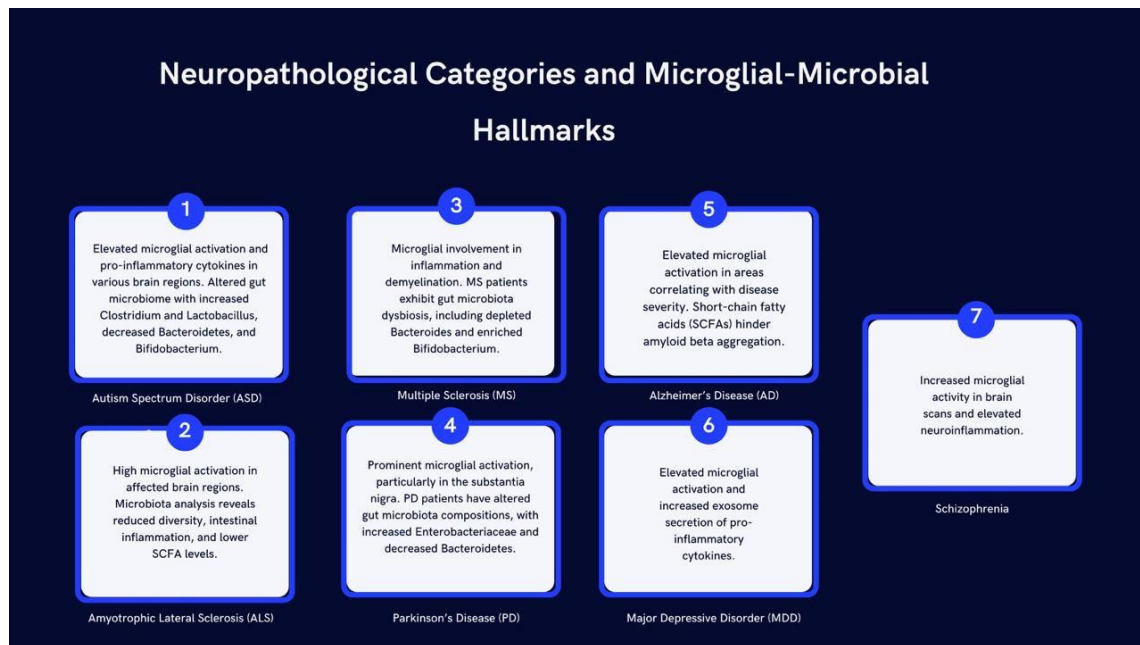 Neuropathological Categories and Microglial-Microbial
Hallmarks
1
Elevated microglial activation and
pro-inflammatory cytokines in
various brain regions. Altered gut
microbiome with increased
Clostridium and Lactobacillus,
decreased Bacteroidetes, and
Bifidobacterium.
Autism Spectrum Disorder (ASD)
2
High microglial activation in
affected brain regions.
Microbiota analysis reveals
reduced diversity, intestinal
inflammation, and lower
SCFA levels.
Amyotrophic Lateral Sclerosis (ALS)
3
Microglial involvement in
inflammation and
demyelination. MS patients
exhibit gut microbiota
dysbiosis, including depleted
Bacteroides and enriched
Bifidobacterium.
Multiple Sclerosis (MS)
4
Prominent microglial activation,
particularly in the substantia
nigra. PD patients have altered
gut microbiota compositions, with
increased Enterobacteriaceae and
decreased Bacteroidetes.
Parkinson's Disease (PD)
5
Elevated microglial
activation in areas
correlating with disease
severity. Short-chain fatty
acids (SCFAs) hinder
amyloid beta aggregation.
Alzheimer's Disease (AD)
6
Elevated microglial
activation and
increased exosome
secretion of pro-
inflammatory
cytokines.
Major Depressive Disorder (MDD)
7
Increased microglial
activity in brain
scans and elevated
neuroinflammation.
Schizophrenia